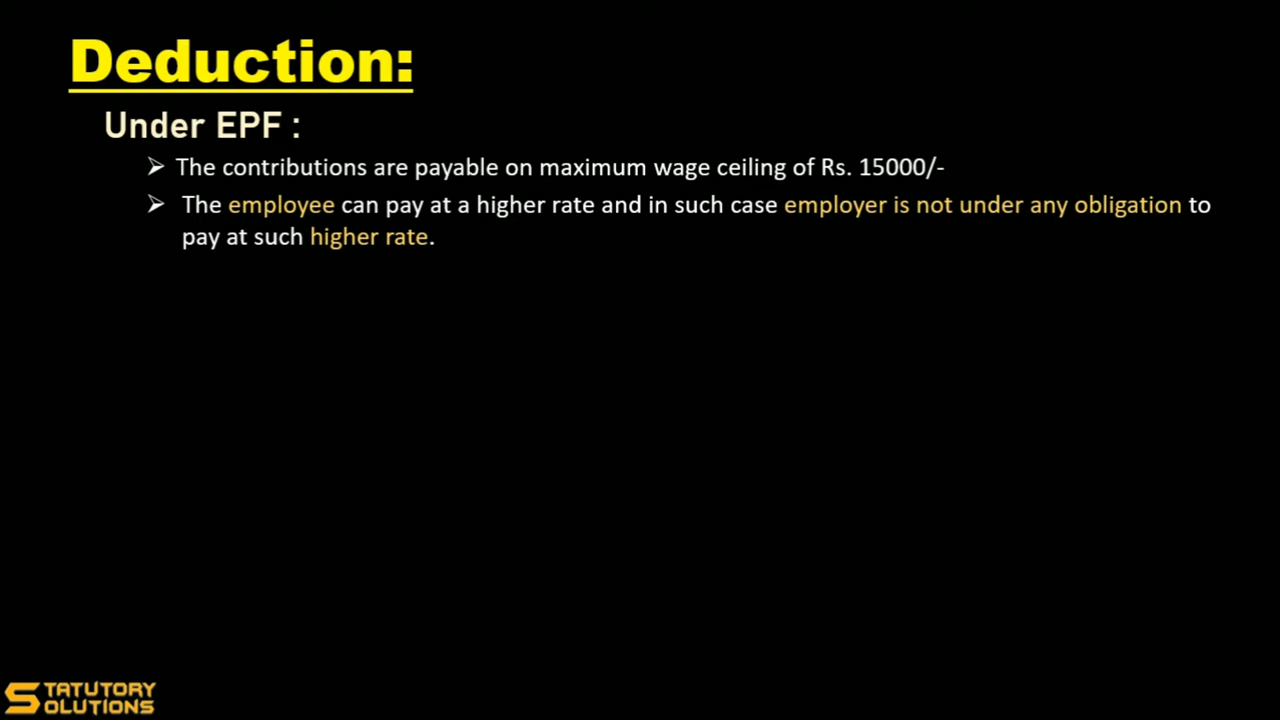 Deduction:
Under EPF :
➢ The contributions are payable on maximum wage ceiling of Rs. 15000/-
➢ The employee can pay at a higher rate and in such case employer is not under any obligation to
pay at such higher rate.
STATUTORY
SOLUTIONS